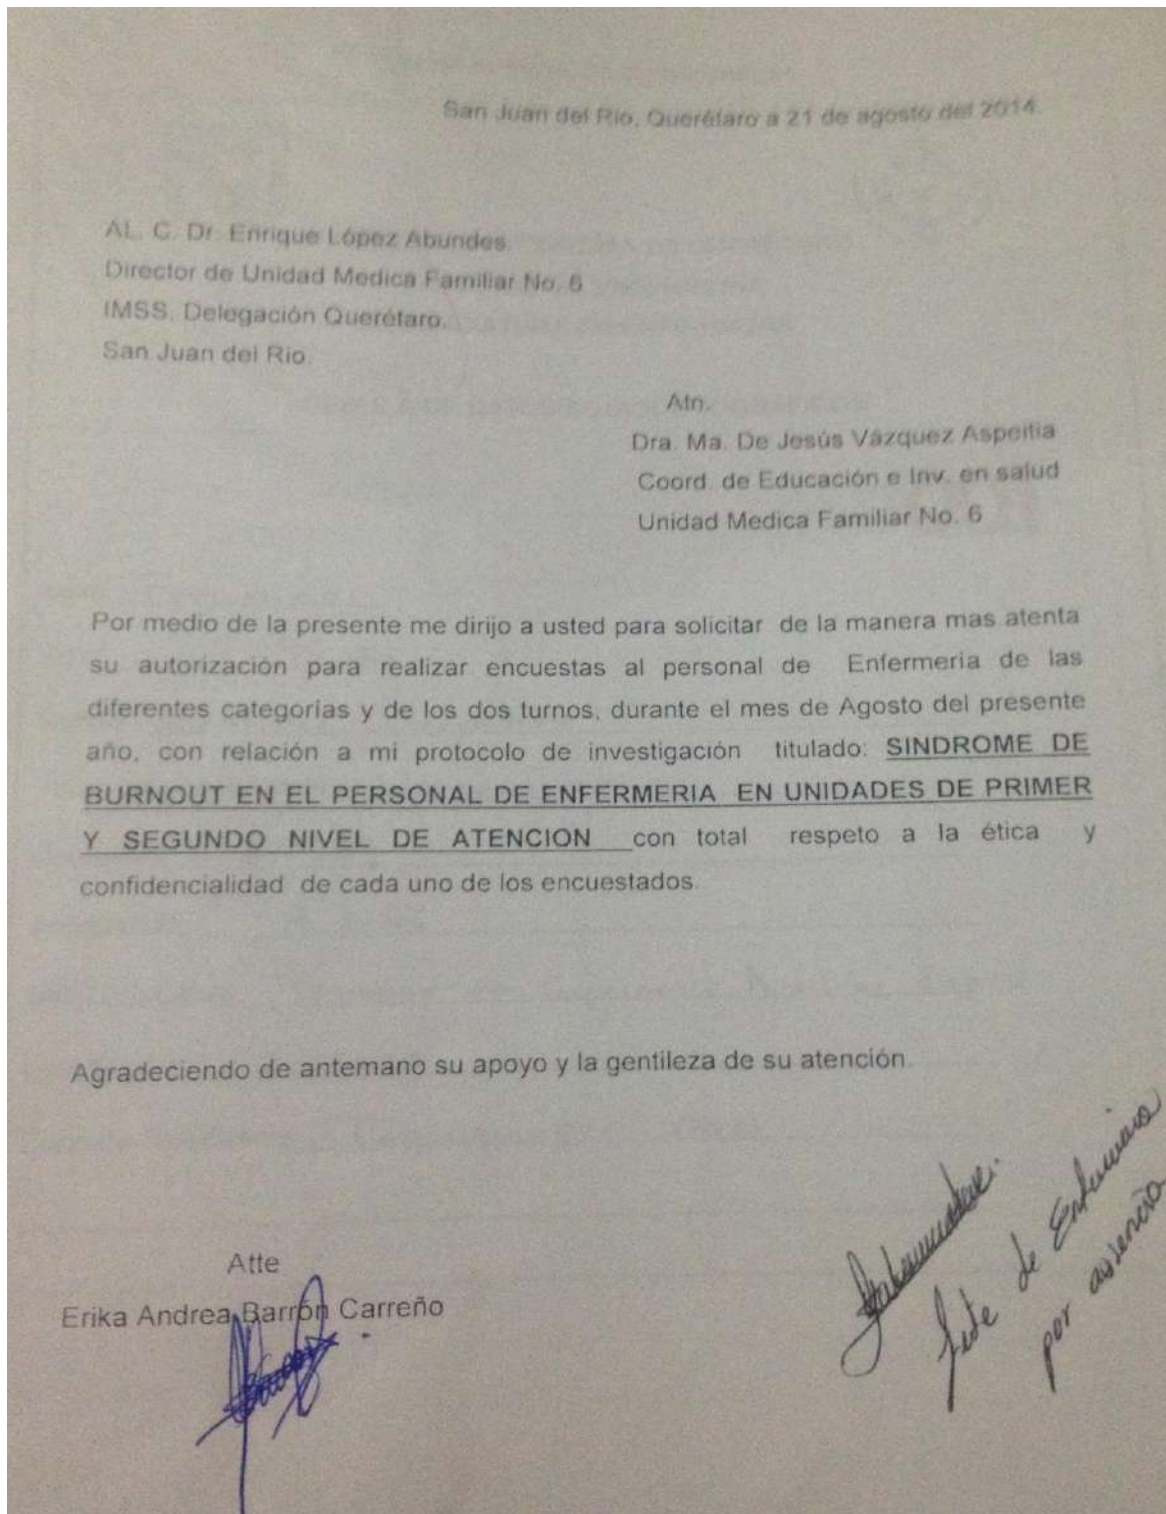 San Juan del Rio, Querétaro a 21 de agosto del 2014.
AL. C. Dr. Enrique López Abundes.
Director de Unidad Medica Familiar No. 6
IMSS, Delegación Querétaro.
San Juan del Rio.
Atn.
Dra. Ma. De Jesús Vázquez Aspeitia
Coord. de Educación e Inv. en salud
Unidad Medica Familiar No. 6
Por medio de la presente me dirijo a usted para solicitar de la manera mas atenta
su autorización para realizar encuestas al personal de Enfermería de las
diferentes categorías y de los dos turnos, durante el mes de Agosto del presente
año, con relación a mi protocolo de investigación titulado: SINDROME DE
BURNOUT EN EL PERSONAL DE ENFERMERIA EN UNIDADES DE PRIMER
Y SEGUNDO NIVEL DE ATENCION con total respeto a la ética y
confidencialidad de cada uno de los encuestados.
Agradeciendo de antemano su apoyo y la gentileza de su atención.
Atte
Erika Andrea Barrón Carreño
de
por ausencia